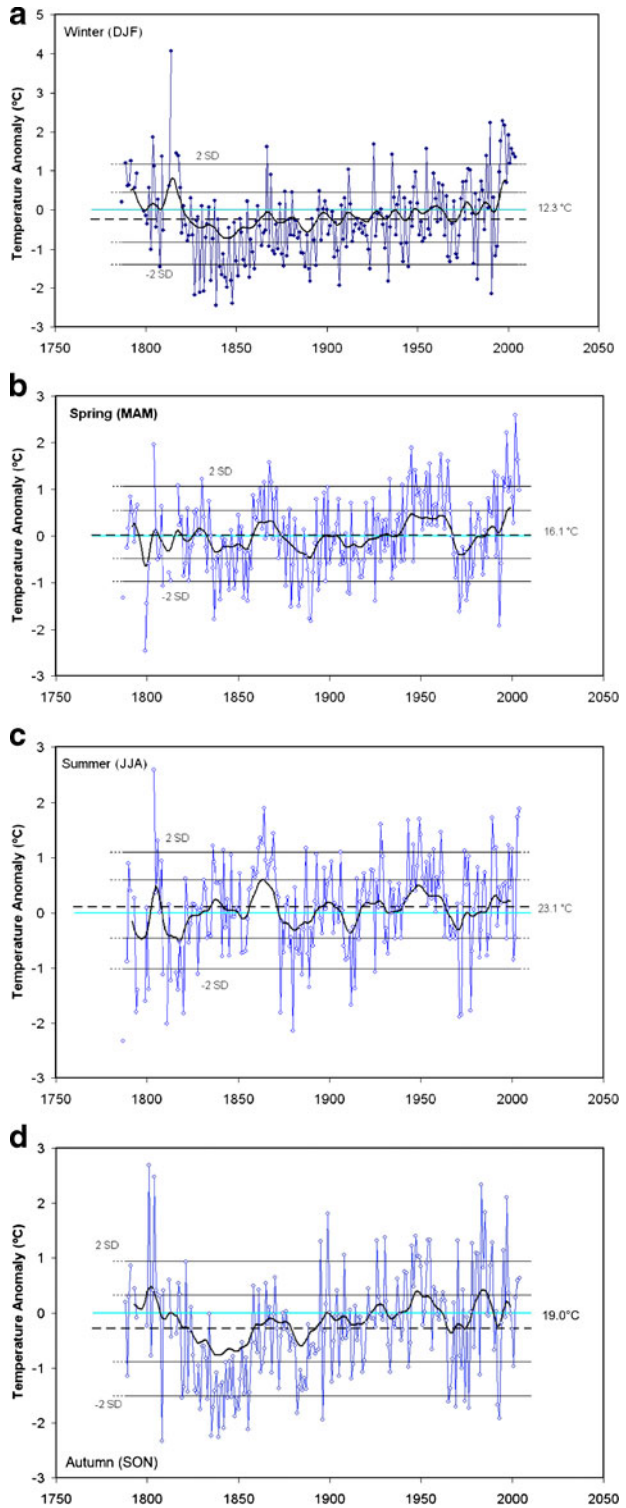 a
Winter (DJF)
Temperature Anomaly (ºC)
5
4
3
2
1
0
-1
-2
-3
2 SD
-2 SD
12.3 °C
1750 1800 1850 1900 1950 2000 2050
b
Spring (MAM)
Temperature Anomaly (ºC)
3
2
1
0
-1
-2
-3
2 SD
-2 SD
16.1 °C
1750 1800 1850 1900 1950 2000 2050
c
Summer (JJA)
Temperature Anomaly (ºC)
3
2
1
0
-1
-2
-3
2 SD
-2 SD
23.1 °C
1750 1800 1850 1900 1950 2000 2050
d
Temperature Anomaly (ºC)
3
2
1
0
-1
-2
-3
2 SD
-2 SD
19.0°C
Autumn (SON)
1750 1800 1850 1900 1950 2000 2050